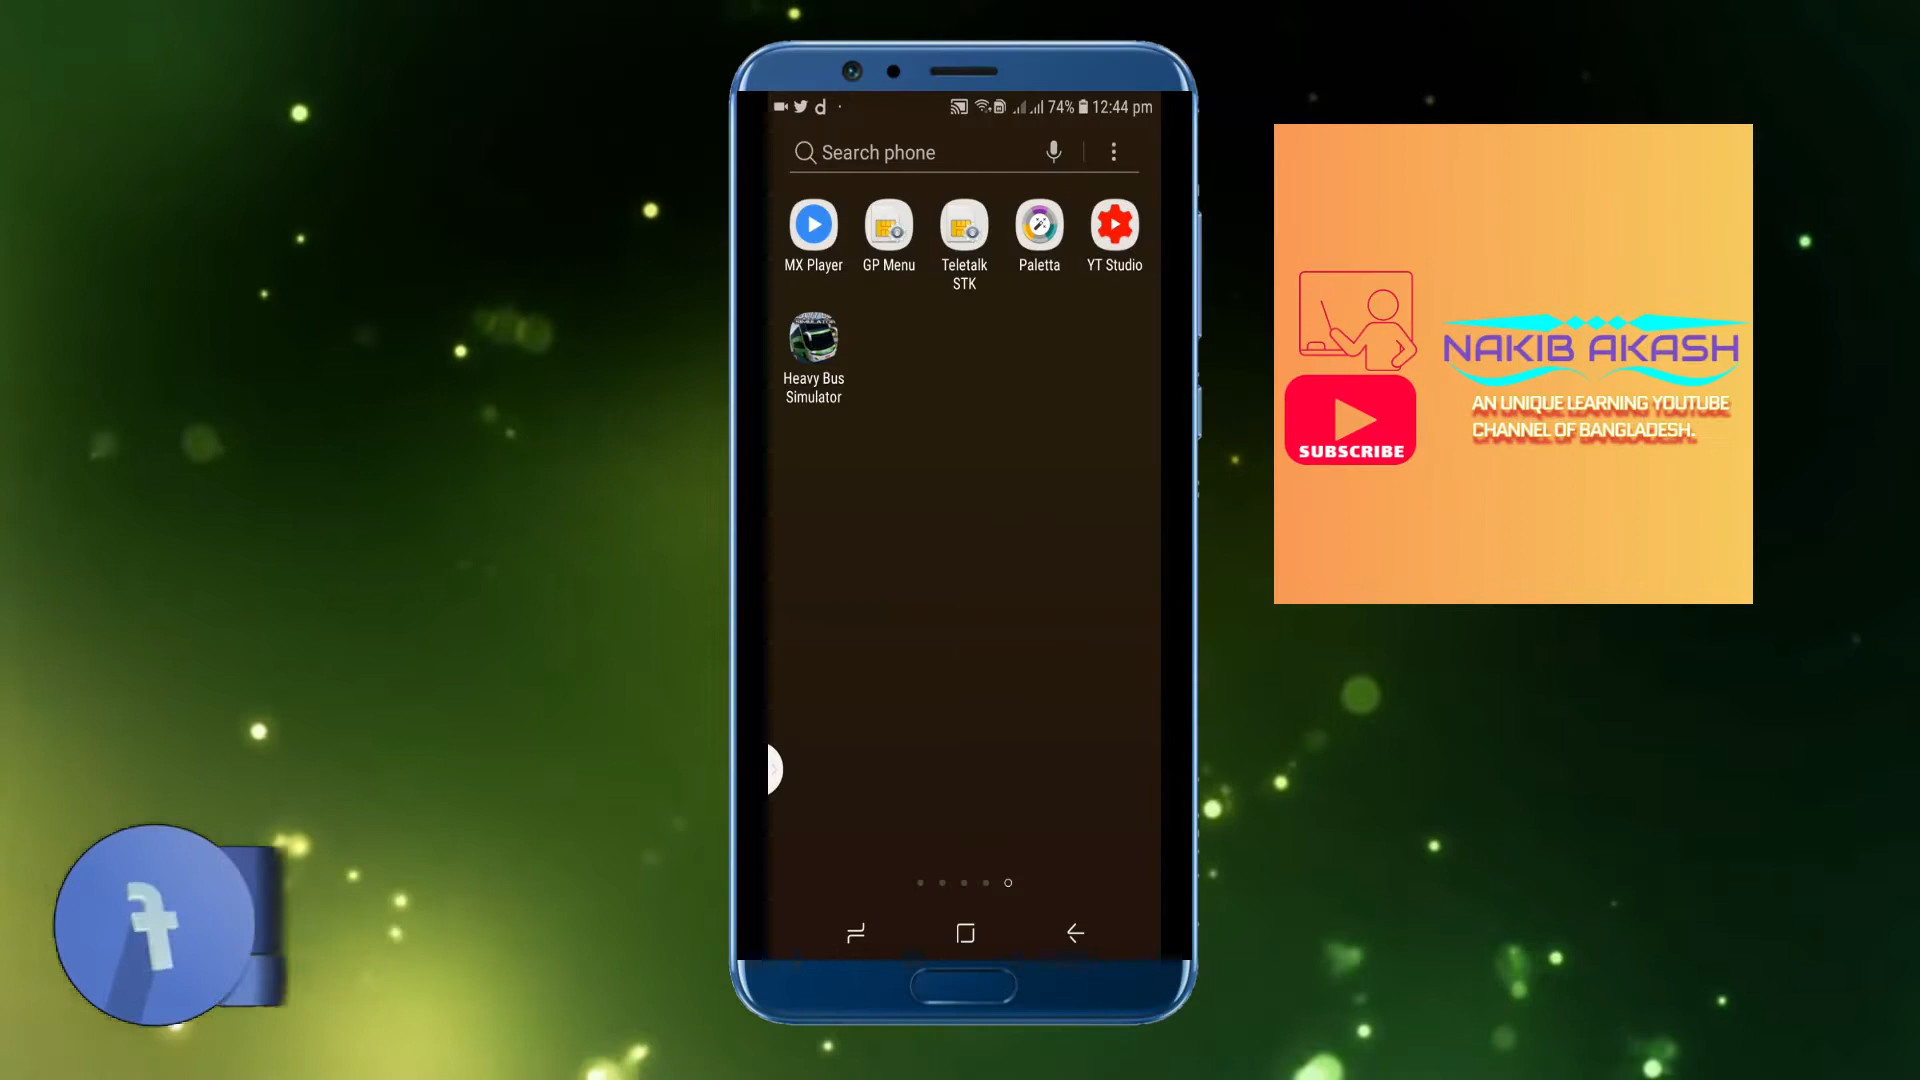 74% 12:44 pm
Search phone
MX Player GP Menu Teletalk STK Paletta YT Studio
Heavy Bus
Simulator
NAKIB AKASH
AN UNIQUE LEARNING YOUTUBE
CHANNEL OF BANGLADESH.
SUBSCRIBE